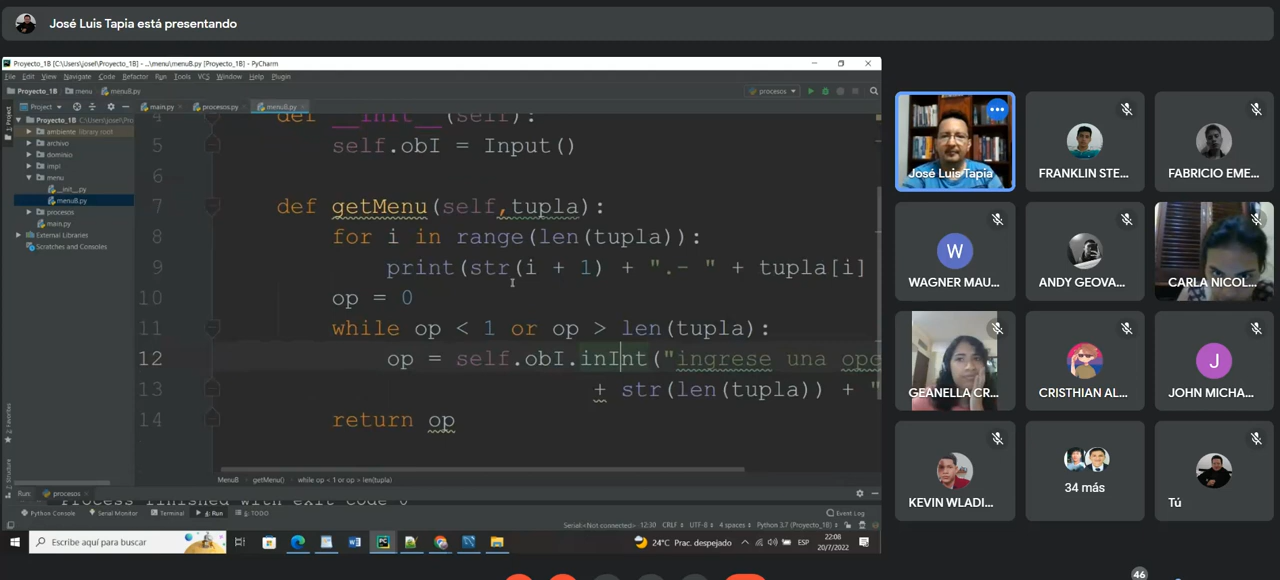 José Luis Tapia está presentando
Proyecto_1B [C:\Users\josel\Proyecto_1B] - ...\menu\menuB.py [Proyecto_1B] - PyCharm
File Edit View Navigate Code Refactor Run Tools VCS Window Help Plugin
Proyecto_1B menu menuB.py procesos
Project main.py procesos.py menuB.py
Proyecto_1B C:\Users\josel\Pro
ambiente library root
archivo
dominio
impl
menu
__init__.py
menuB.py
procesos
main.py
External Libraries
Scratches and Consoles
4 def __init__(self):
5 self.obI = Input()
6
7 def getMenu(self,tupla):
8 for i in range(len(tupla)):
9 print(str(i + 1) + ".- " + tupla[i]
10 op = 0
11 while op < 1 or op > len(tupla):
12 op = self.obI.inInt("ingrese una opc
13 + str(len(tupla)) + "
14 return op
MenuB getMenu() while op < 1 or op > len(tupla)
Run: procesos
Process finished with exit code 0
Python Console Serial Monitor Terminal 4: Run 6: TODO Event Log
Serial:<Not connected> 12:30 CRLF UTF-8 4 spaces Python 3.7 (Proyecto_1B)
Escribe aquí para buscar
24°C Prac. despejado ESP 22:08
20/7/2022
1: Project
2: Favorites
Structure
José Luis Tapia
FRANKLIN STE...
FABRICIO EME...
W
WAGNER MAU...
ANDY GEOVA...
CARLA NICOL...
GEANELLA CR...
CRISTHIAN AL...
J
JOHN MICHA...
KEVIN WLADI...
34 más
Tú
46